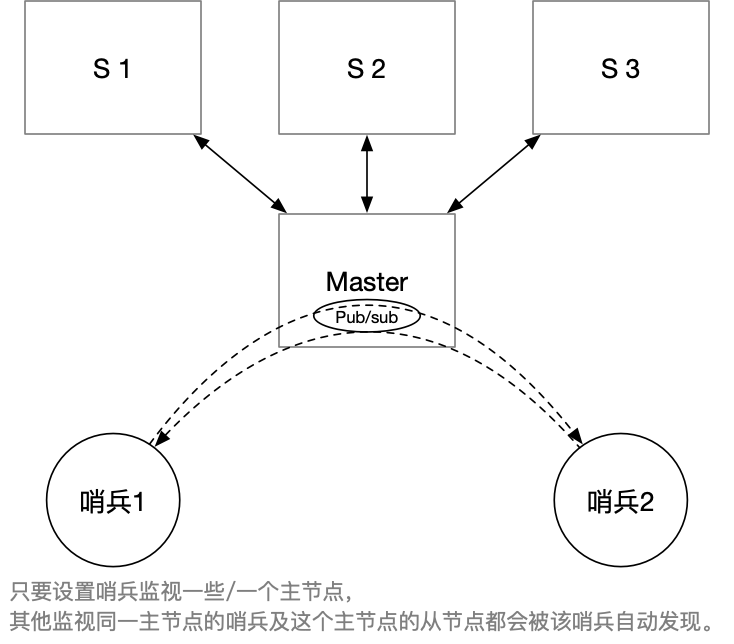 S 1
S 2
S 3
Master
Pub/sub
哨兵1
哨兵2
只要设置哨兵监视一些/一个主节点，
其他监视同一主节点的哨兵及这个主节点的从节点都会被该哨兵自动发现。